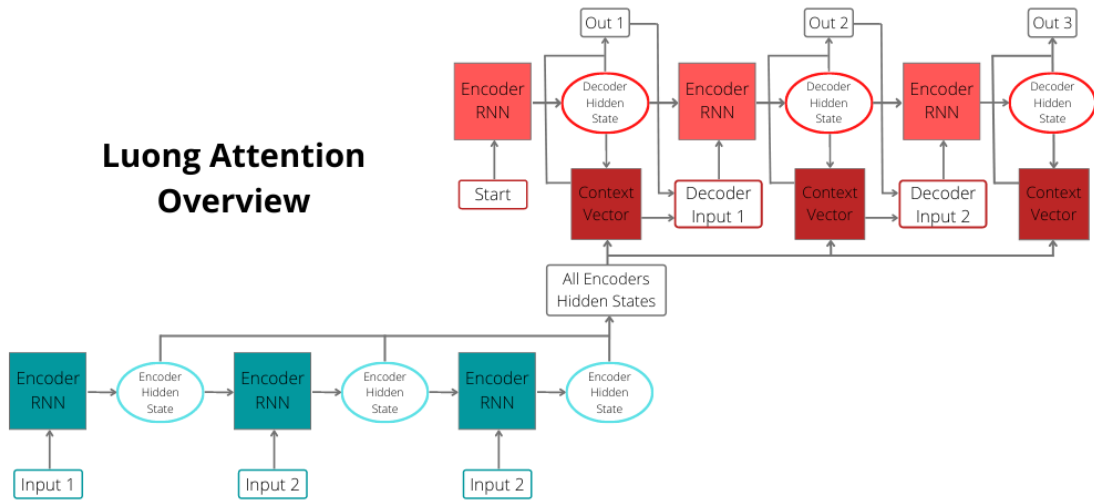 Out 1
Out 2
Out 3
Encoder
RNN
Decoder
Hidden
State
Encoder
RNN
Decoder
Hidden
State
Encoder
RNN
Decoder
Hidden
State
Luong Attention
Overview
Start
Context
Vector
Decoder
Input 1
Context
Vector
Decoder
Input 2
Context
Vector
All Encoders
Hidden States
Encoder
RNN
Encoder
Hidden
State
Encoder
RNN
Encoder
Hidden
State
Encoder
RNN
Encoder
Hidden
State
Input 1
Input 2
Input 2